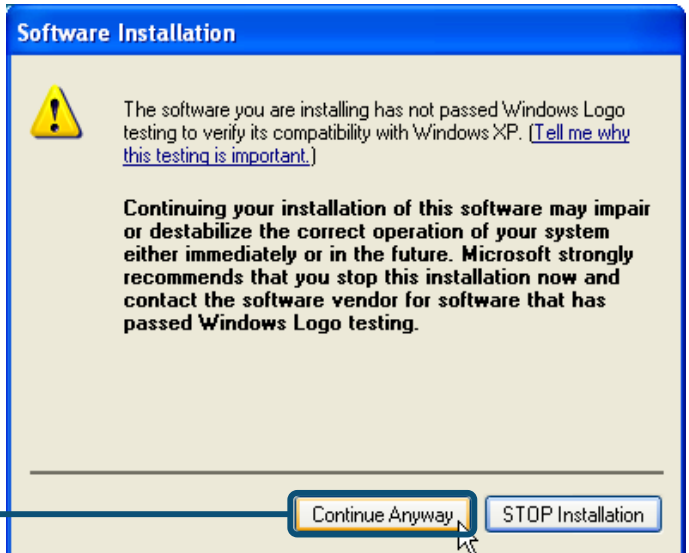 Software Installation
The software you are installing has not passed Windows Logo
testing to verify its compatibility with Windows XP. (Tell me why
this testing is important.)
Continuing your installation of this software may impair
or destabilize the correct operation of your system
either immediately or in the future. Microsoft strongly
recommends that you stop this installation now and
contact the software vendor for software that has
passed Windows Logo testing.
Continue Anyway
STOP Installation